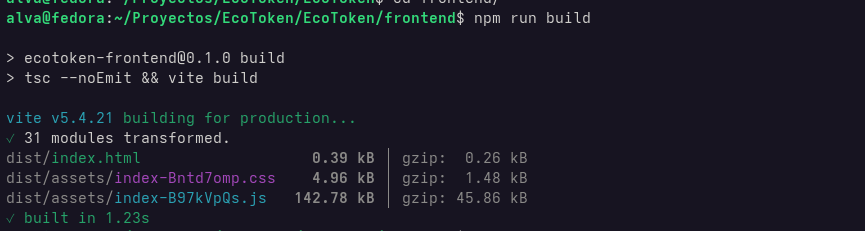 alva@fedora:~/Proyectos/EcoToken/EcoToken$ cd frontend/
alva@fedora:~/Proyectos/EcoToken/EcoToken/frontend$ npm run build
> ecotoken-frontend@0.1.0 build
> tsc --noEmit && vite build
vite v5.4.21 building for production...
✓ 31 modules transformed.
dist/index.html 0.39 kB │ gzip: 0.26 kB
dist/assets/index-Bntd7omp.css 4.96 kB │ gzip: 1.48 kB
dist/assets/index-B97kVpQs.js 142.78 kB │ gzip: 45.86 kB
✓ built in 1.23s